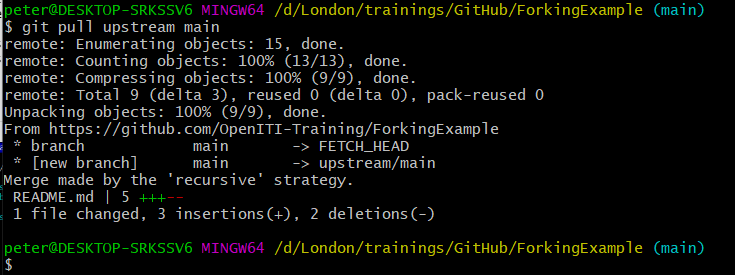 peter@DESKTOP-SRKSSV6 MINGW64 /d/London/trainings/GitHub/ForkingExample (main)
$ git pull upstream main
remote: Enumerating objects: 15, done.
remote: Counting objects: 100% (13/13), done.
remote: Compressing objects: 100% (9/9), done.
remote: Total 9 (delta 3), reused 0 (delta 0), pack-reused 0
Unpacking objects: 100% (9/9), done.
From https://github.com/OpenITI-Training/ForkingExample
 * branch            main       -> FETCH_HEAD
 * [new branch]      main       -> upstream/main
Merge made by the 'recursive' strategy.
 README.md | 5 +++--
 1 file changed, 3 insertions(+), 2 deletions(-)
peter@DESKTOP-SRKSSV6 MINGW64 /d/London/trainings/GitHub/ForkingExample (main)
$